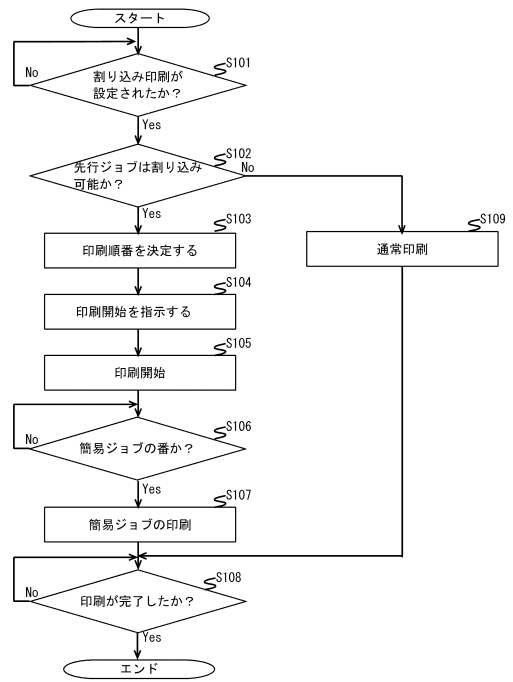 スタート
S101
割り込み印刷が
設定されたか？
No
Yes
S102
先行ジョブは割り込み
可能か？
No
Yes
S103
印刷順番を決定する
S109
通常印刷
S104
印刷開始を指示する
S105
印刷開始
S106
簡易ジョブの番か？
No
Yes
S107
簡易ジョブの印刷
S108
印刷が完了したか？
No
Yes
エンド